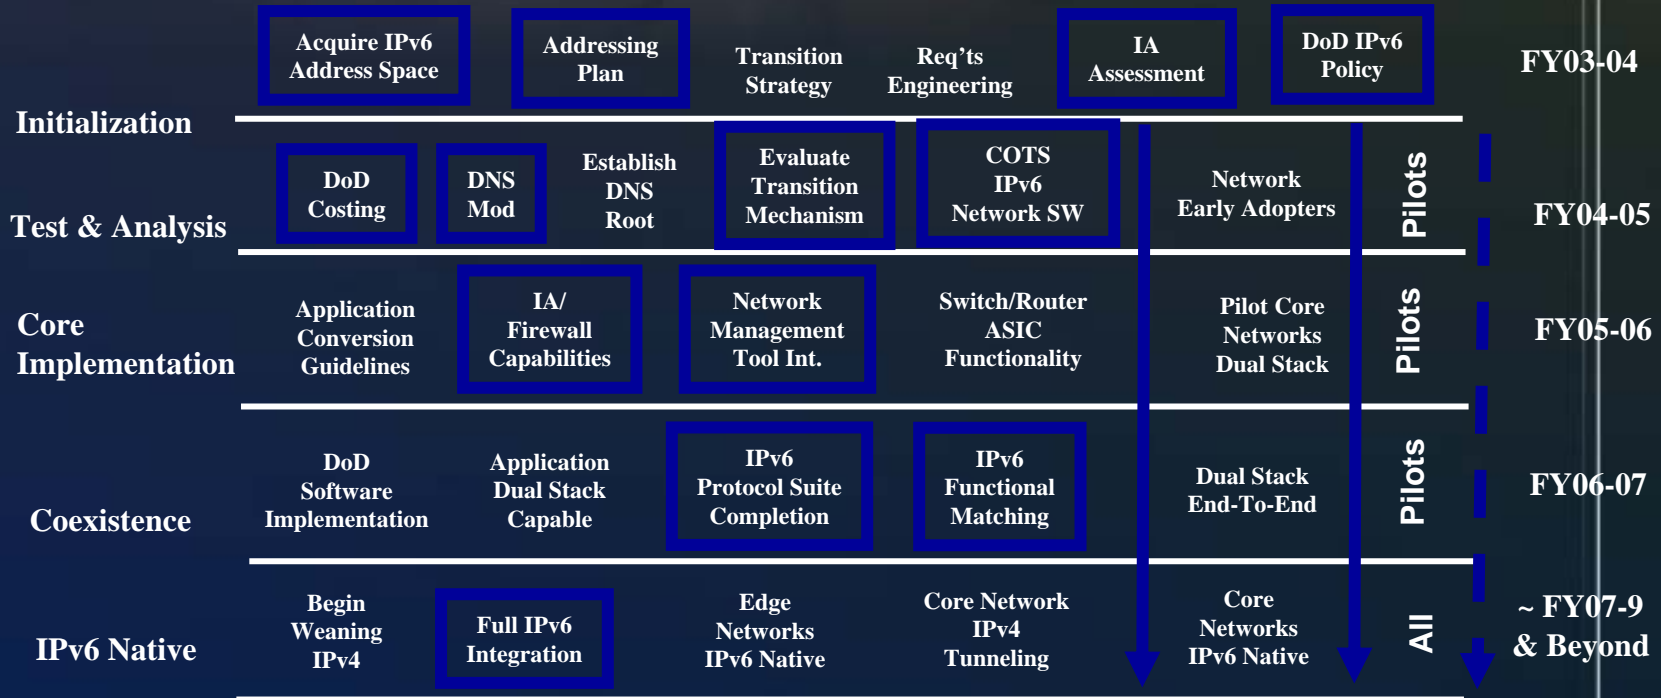 Acquire IPv6
Address Space
Addressing
Plan
Transition
Strategy
Req'ts
Engineering
IA
Assessment
DoD IPv6
Policy
FY03-04
Initialization
DoD
Costing
DNS
Mod
Establish
DNS
Root
Evaluate
Transition
Mechanism
COTS
IPv6
Network SW
Network
Early Adopters
Pilots
FY04-05
Test & Analysis
Application
Conversion
Guidelines
IA/
Firewall
Capabilities
Network
Management
Tool Int.
Switch/Router
ASIC
Functionality
Pilot Core
Networks
Dual Stack
Pilots
FY05-06
Core
Implementation
DoD
Software
Implementation
Application
Dual Stack
Capable
IPv6
Protocol Suite
Completion
IPv6
Functional
Matching
Dual Stack
End-To-End
Pilots
FY06-07
Coexistence
Begin
Weaning
IPv4
Full IPv6
Integration
Edge
Networks
IPv6 Native
Core Network
IPv4
Tunneling
Core
Networks
IPv6 Native
All
~ FY07-9
& Beyond
IPv6 Native